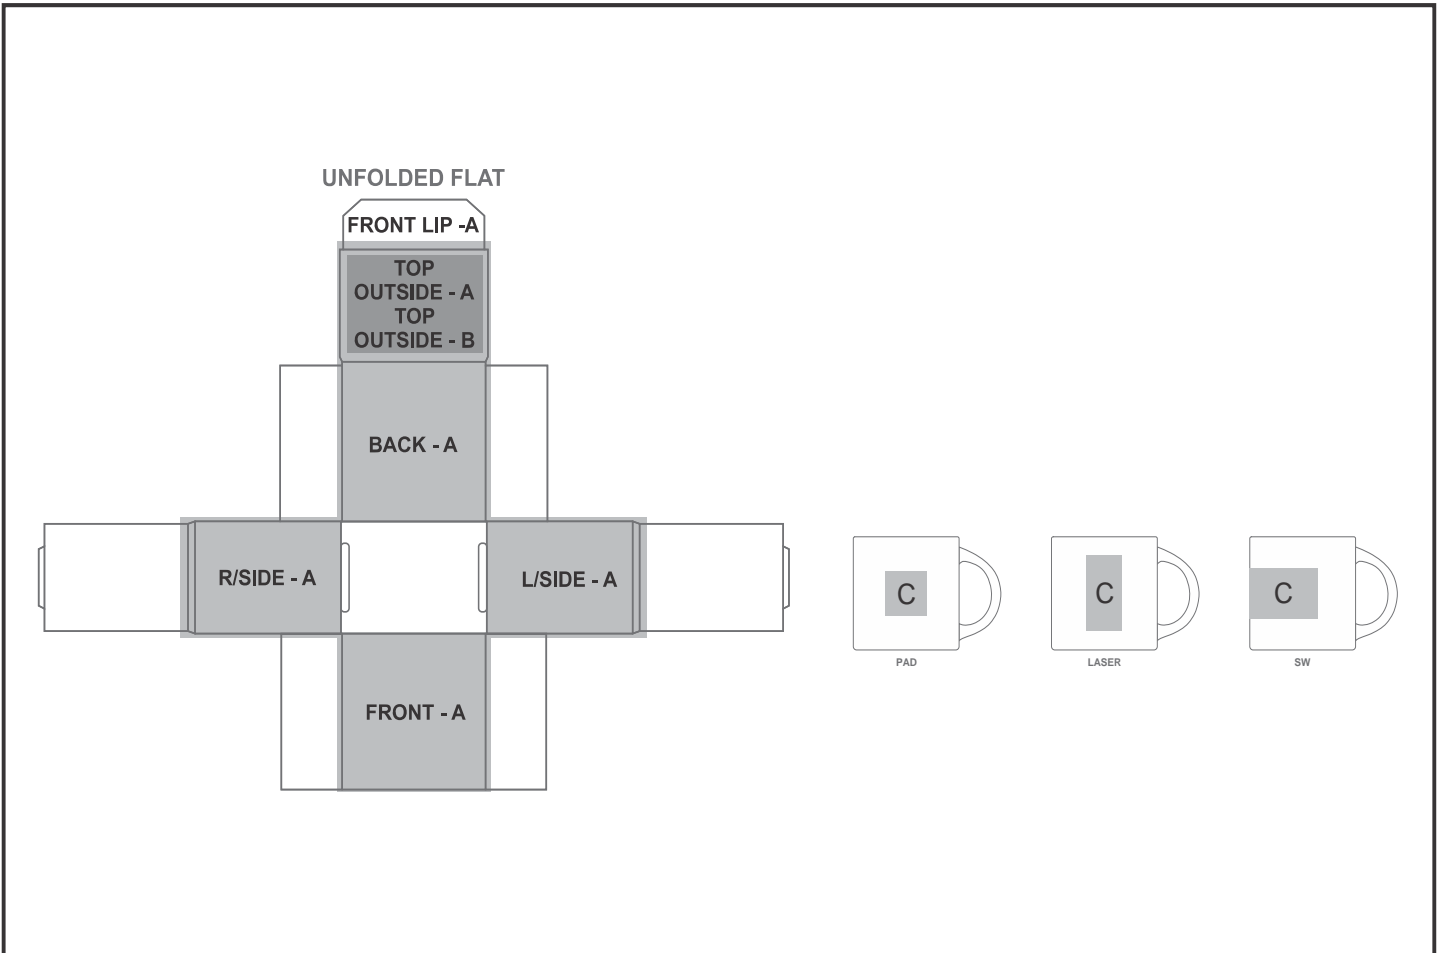 UNFOLDED FLAT
FRONT LIP -A
TOP
OUTSIDE - A
TOP
OUTSIDE - B
BACK - A
R/SIDE - A
L/SIDE - A
FRONT - A
C
PAD
C
LASER
C
SW